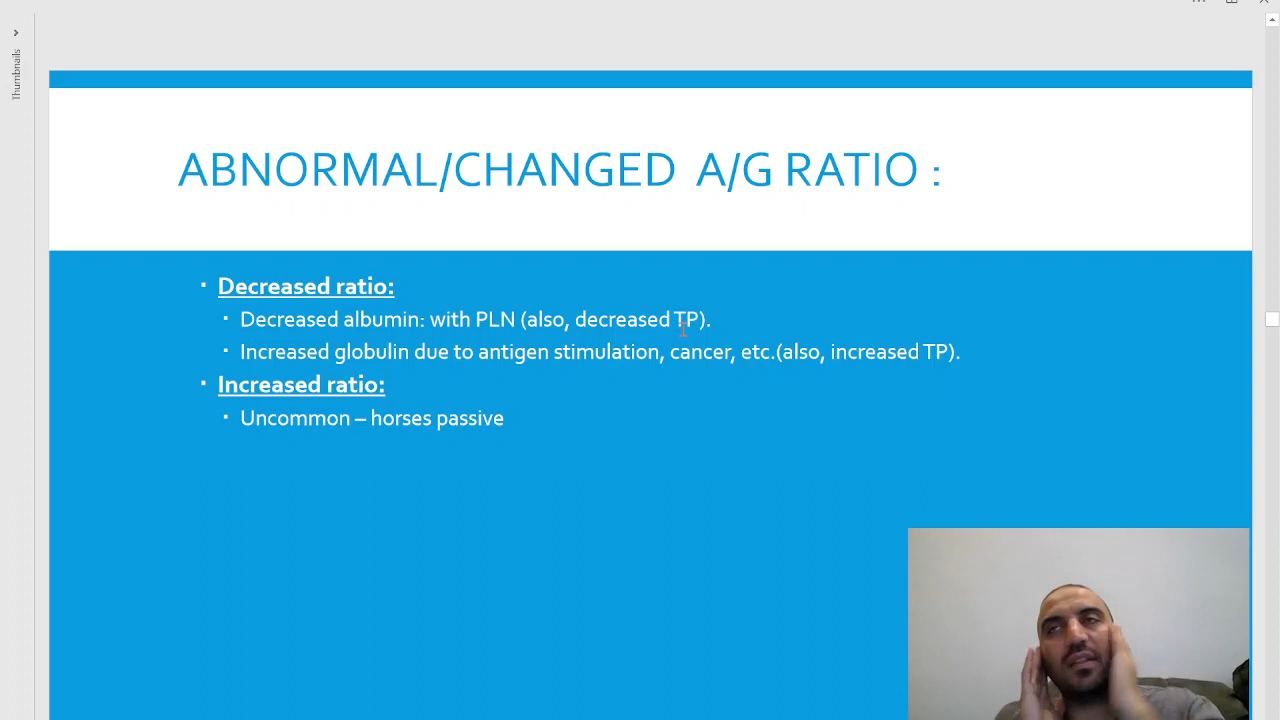 Thumbnails
ABNORMAL/CHANGED A/G RATIO :
▪ Decreased ratio:
▪ Decreased albumin: with PLN (also, decreased TP).
▪ Increased globulin due to antigen stimulation, cancer, etc.(also, increased TP).
▪ Increased ratio:
▪ Uncommon – horses passive